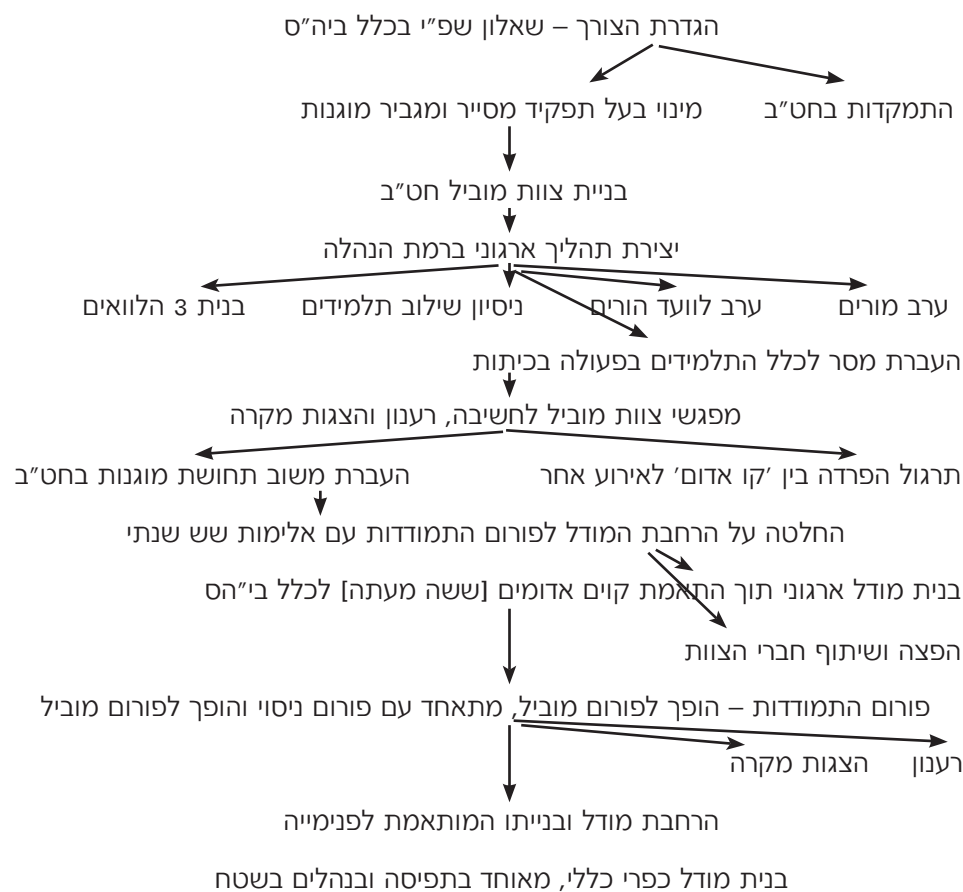 הגדרת הצורך – שאלון שפ״י בכלל ביה״ס
התמקדות בחט״ב
מינוי בעל תפקיד מסייר ומגביר מוגנות
בניית צוות מוביל חט״ב
יצירת תהליך ארגוני ברמת הנהלה
ערב מורים
ערב לוועד הורים
ניסיון שילוב תלמידים
בנית 3 הלוואים
העברת מסר לכלל התלמידים בפעולה בכיתות
מפגשי צוות מוביל לחשיבה, רענון והצגות מקרה
תרגול הפרדה בין ׳קו אדום׳ לאירוע אחר
העברת משוב תחושת מוגנות בחט״ב
החלטה על הרחבת המודל לפורום התמודדות עם אלימות שש שנתי
בנית מודל ארגוני תוך התאמת קוים אדומים [ששה מעתה] לכלל בי״הס
הפצה ושיתוף חברי הצוות
פורום התמודדות – הופך לפורום מוביל, מתאחד עם פורום ניסוי והופך לפורום מוביל
רענון
הצגות מקרה
הרחבת מודל ובנייתו המותאמת לפנימייה
בנית מודל כפרי כללי, מאוחד בתפיסה ובנהלים בשטח